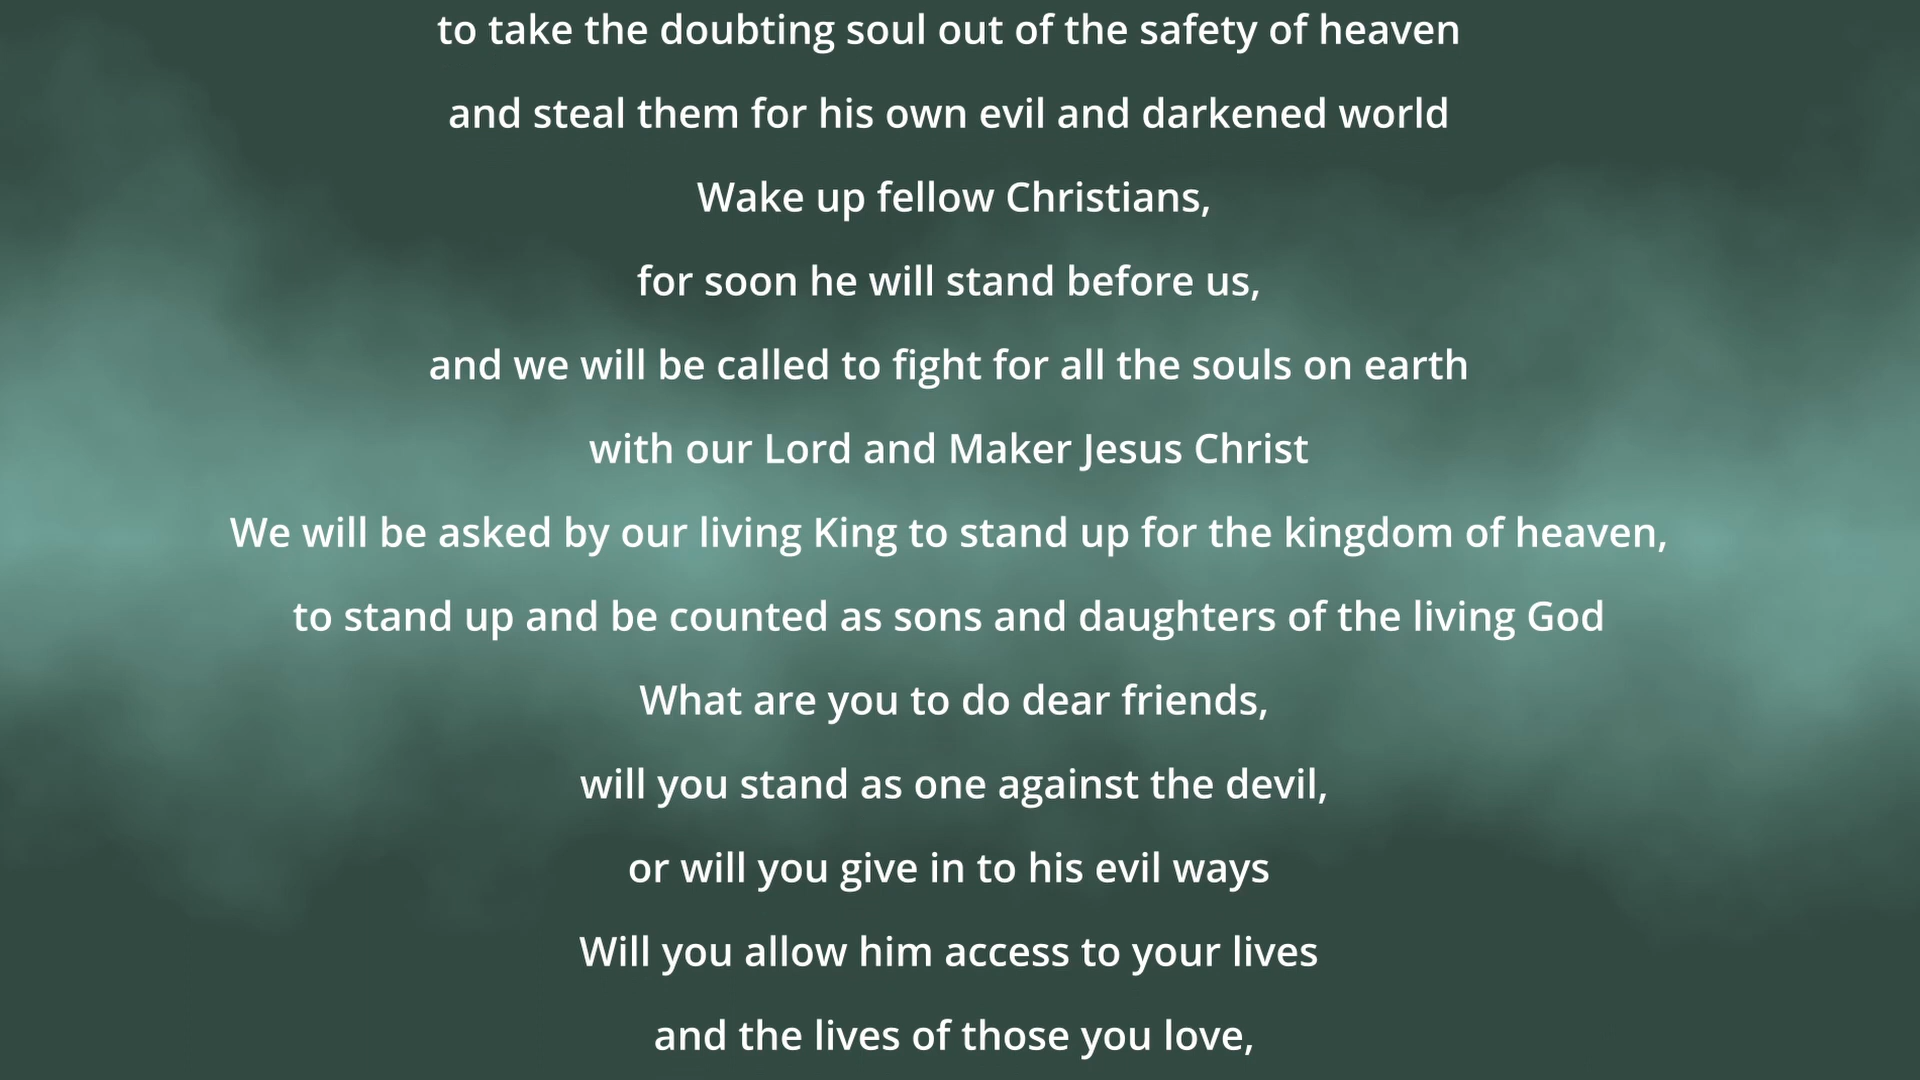 to take the doubting soul out of the safety of heaven
and steal them for his own evil and darkened world
Wake up fellow Christians,
for soon he will stand before us,
and we will be called to fight for all the souls on earth
with our Lord and Maker Jesus Christ
We will be asked by our living King to stand up for the kingdom of heaven,
to stand up and be counted as sons and daughters of the living God
What are you to do dear friends,
will you stand as one against the devil,
or will you give in to his evil ways
Will you allow him access to your lives
and the lives of those you love,